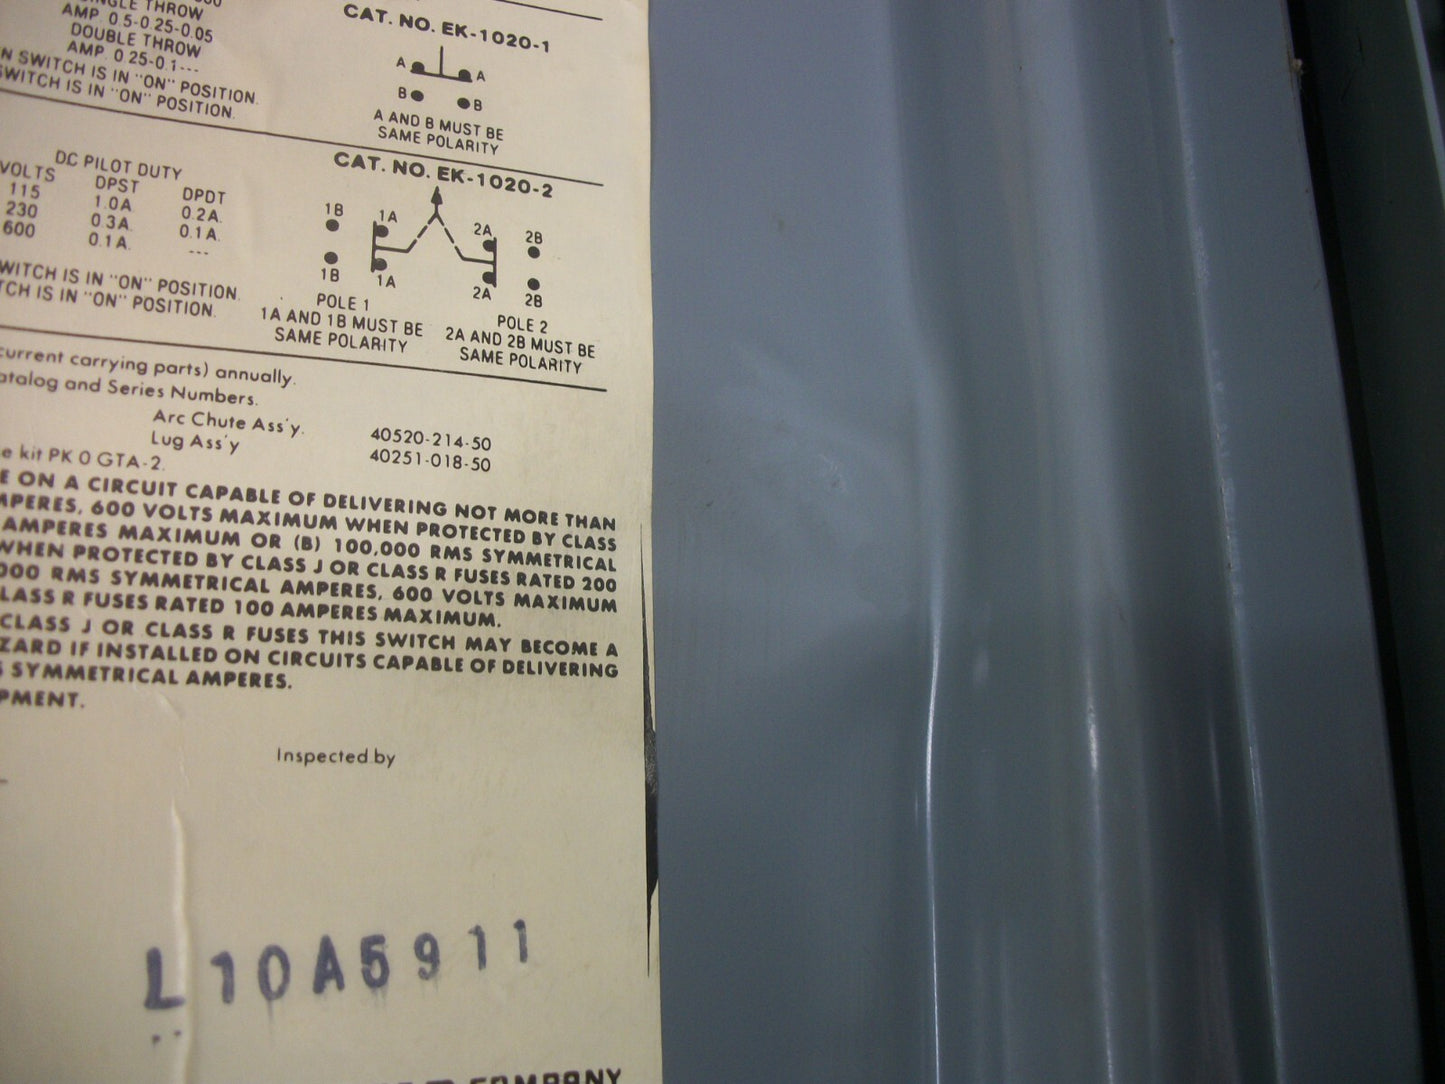 THROW
AMP. 0.5-0.25-0.05
DOUBLE THROW
AMP. 0.25-0.1---
SWITCH IS IN "ON" POSITION.
SWITCH IS IN "ON" POSITION.
CAT. NO. EK-1020-1
A A
B B
A AND B MUST BE
SAME POLARITY
DC PILOT DUTY
VOLTS DPST DPDT
115 1.0A 0.2A.
230 0.3A. 0.1A.
600 0.1A. ---
SWITCH IS IN "ON" POSITION.
IS IN "ON" POSITION.
CAT. NO. EK-1020-2
1B 1A 2A 2B
1B 1A 2A 2B
POLE 1
1A AND 1B MUST BE
SAME POLARITY
POLE 2
2A AND 2B MUST BE
SAME POLARITY
current carrying parts) annually.
and Series Numbers.
Arc Chute Ass'y. 40520-214-50
Lug Ass'y 40251-018-50
kit PK 0 GTA-2.
ON A CIRCUIT CAPABLE OF DELIVERING NOT MORE THAN
AMPERES, 600 VOLTS MAXIMUM WHEN PROTECTED BY CLASS
AMPERES MAXIMUM OR (B) 100,000 RMS SYMMETRICAL
WHEN PROTECTED BY CLASS J OR CLASS R FUSES RATED 200
000 RMS SYMMETRICAL AMPERES, 600 VOLTS MAXIMUM
CLASS R FUSES RATED 100 AMPERES MAXIMUM.
CLASS J OR CLASS R FUSES THIS SWITCH MAY BECOME A
ZARD IF INSTALLED ON CIRCUITS CAPABLE OF DELIVERING
SYMMETRICAL AMPERES.
PMENT.
Inspected by
L10A5911
COMPANY